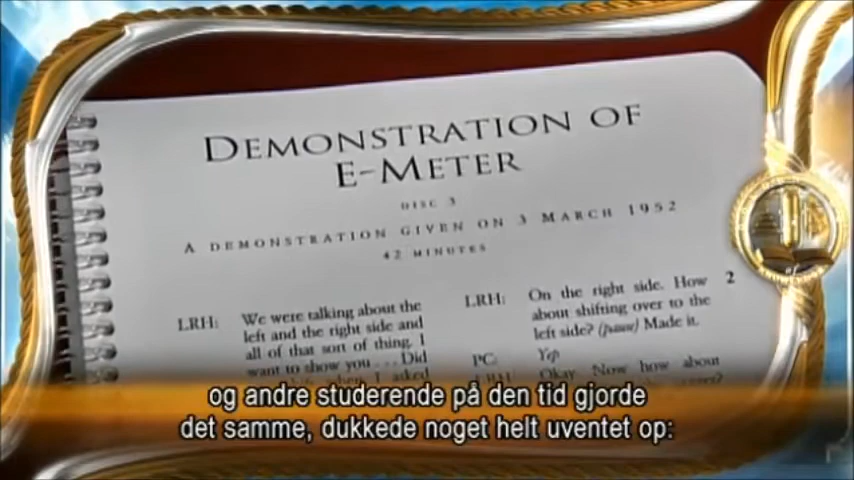 DEMONSTRATION OF
E-METER
DISC 3
A DEMONSTRATION GIVEN ON 3 MARCH 1952
42 MINUTES
LRH: We were talking about the
left and the right side and
all of that sort of thing. I
want to show you . . . Did
when I asked
LRH: On the right side. How
about shifting over to the
left side? (pause) Made it.
PC: Yep
Okay. Now how about
2
og andre studerende på den tid gjorde
det samme, dukkede noget helt uventet op: